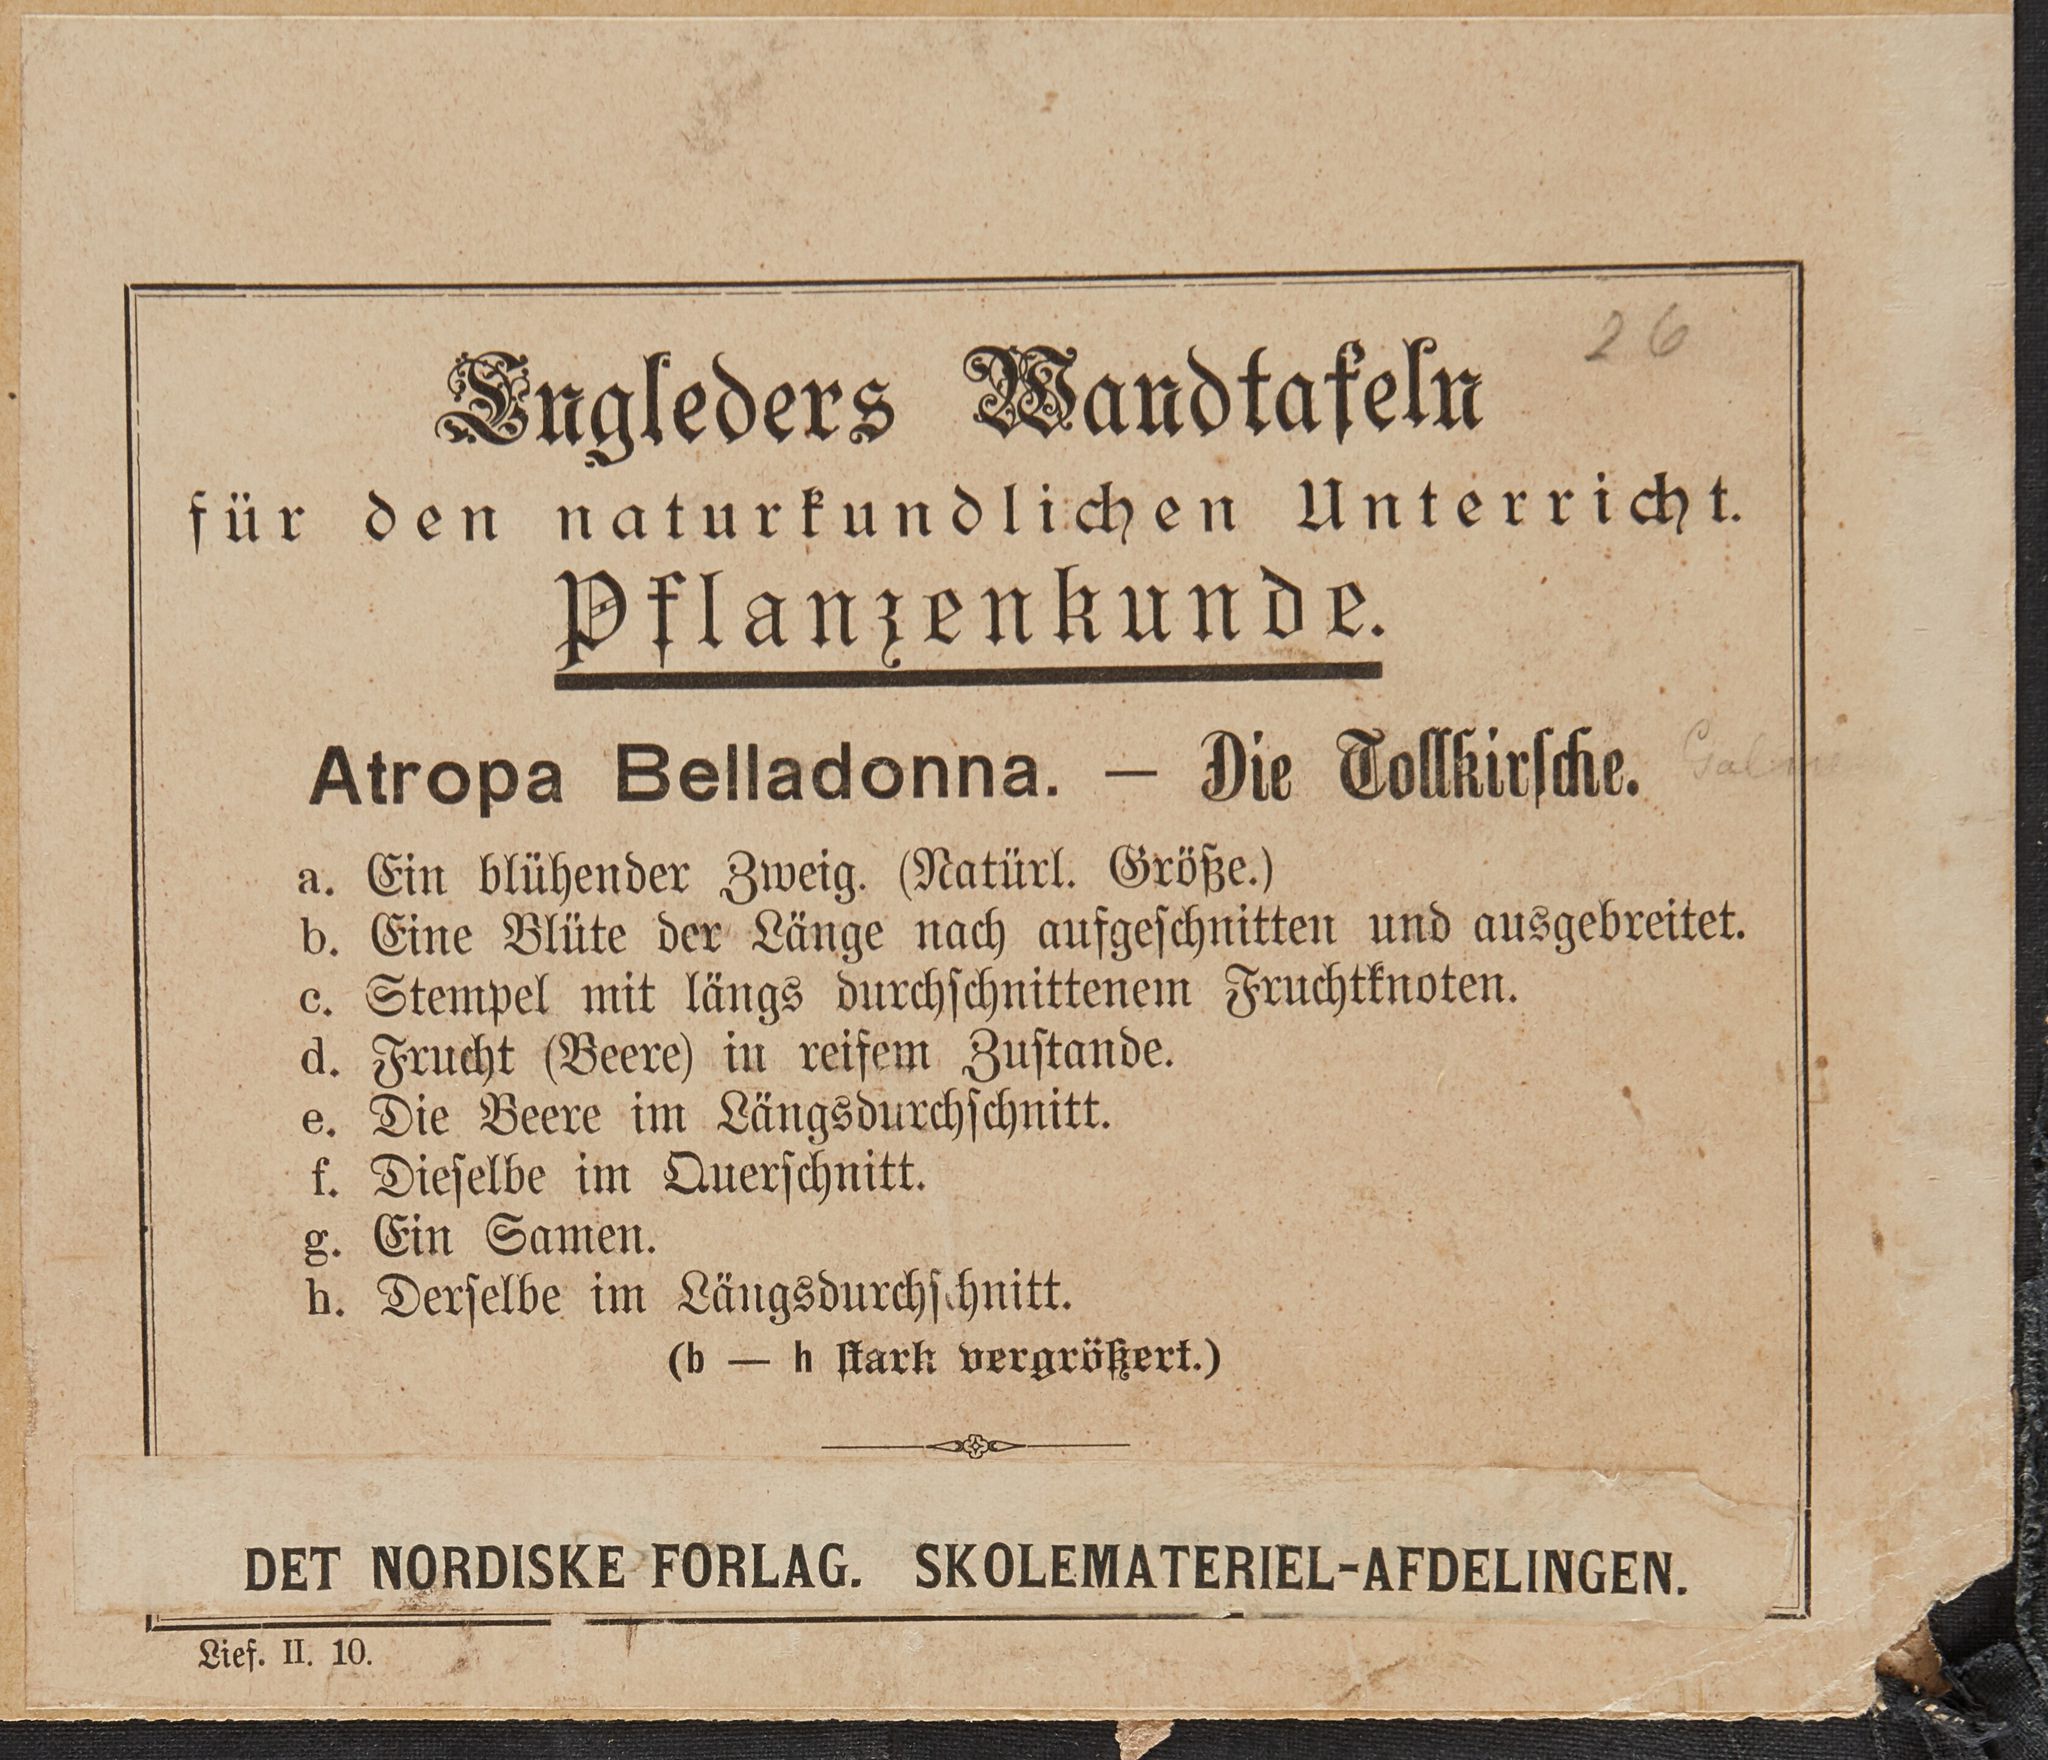 26
Engleders Wandtafeln
für den naturkundlichen Unterricht.
Pflanzenkunde.
Atropa Belladonna. — Die Tollkirſche.
a. Ein blühender Zweig. (Natürl. Größe.)
b. Eine Blüte der Länge nach aufgeſchnitten und ausgebreitet.
c. Stempel mit längs durchſchnittenem Fruchtknoten.
d. Frucht (Beere) in reifem Zuſtande.
e. Die Beere im Längsdurchſchnitt.
f. Dieſelbe im Querſchnitt.
g. Ein Samen.
h. Derſelbe im Längsdurchſchnitt.
(b — h ſtark vergrößert.)
DET NORDISKE FORLAG. SKOLEMATERIEL-AFDELINGEN.
Lief. II. 10.